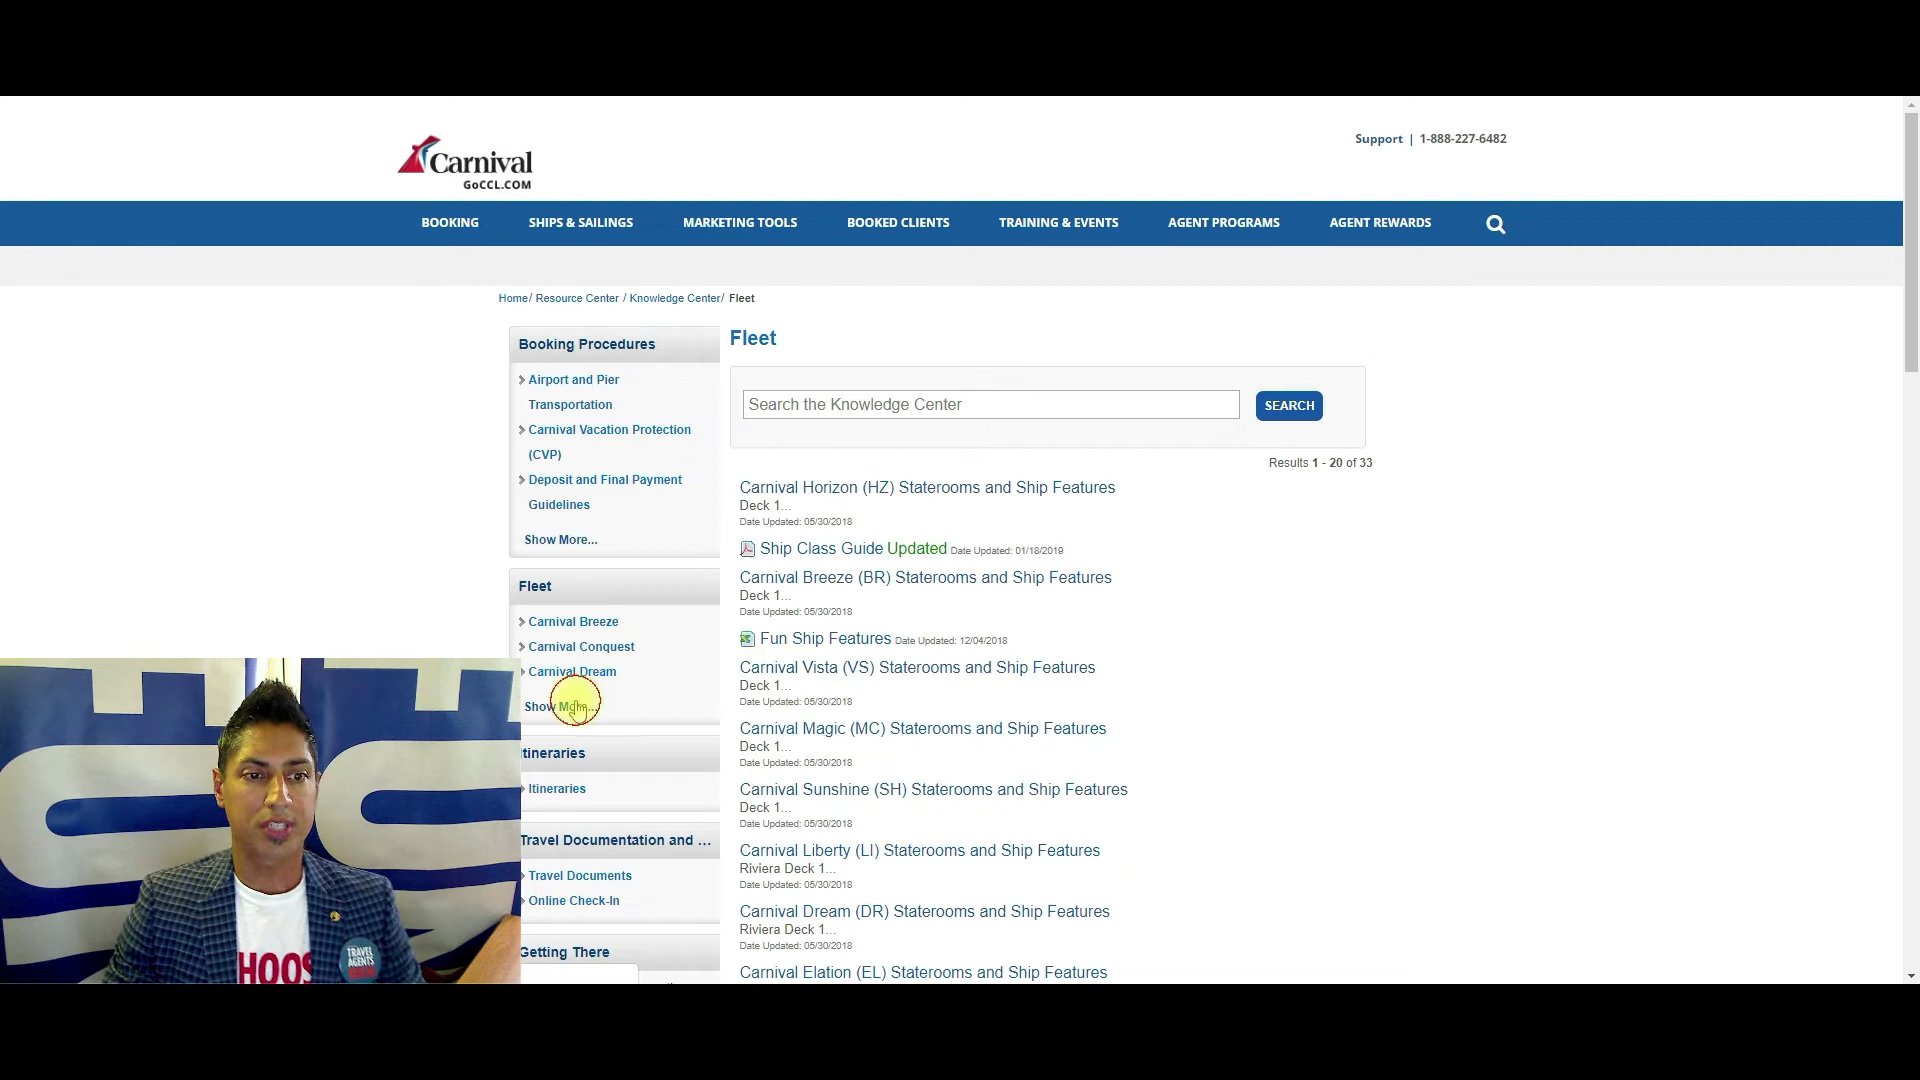 Carnival
GoCCL.COM
Support | 1-888-227-6482
BOOKING SHIPS & SAILINGS MARKETING TOOLS BOOKED CLIENTS TRAINING & EVENTS AGENT PROGRAMS AGENT REWARDS
Home/ Resource Center / Knowledge Center/ Fleet
Booking Procedures
Airport and Pier
Transportation
Carnival Vacation Protection
(CVP)
Deposit and Final Payment
Guidelines
Show More...
Fleet
Carnival Breeze
Carnival Conquest
Carnival Dream
Show More...
Itineraries
Itineraries
Travel Documentation and ...
Travel Documents
Online Check-In
Getting There
Fleet
Search the Knowledge Center
SEARCH
Results 1 - 20 of 33
Carnival Horizon (HZ) Staterooms and Ship Features
Deck 1...
Date Updated: 05/30/2018
Ship Class Guide Updated Date Updated: 01/18/2019
Carnival Breeze (BR) Staterooms and Ship Features
Deck 1...
Date Updated: 05/30/2018
Fun Ship Features Date Updated: 12/04/2018
Carnival Vista (VS) Staterooms and Ship Features
Deck 1...
Date Updated: 05/30/2018
Carnival Magic (MC) Staterooms and Ship Features
Deck 1...
Date Updated: 05/30/2018
Carnival Sunshine (SH) Staterooms and Ship Features
Deck 1...
Date Updated: 05/30/2018
Carnival Liberty (LI) Staterooms and Ship Features
Riviera Deck 1...
Date Updated: 05/30/2018
Carnival Dream (DR) Staterooms and Ship Features
Riviera Deck 1...
Date Updated: 05/30/2018
Carnival Elation (EL) Staterooms and Ship Features
HOOS
TRAVEL
AGENTS